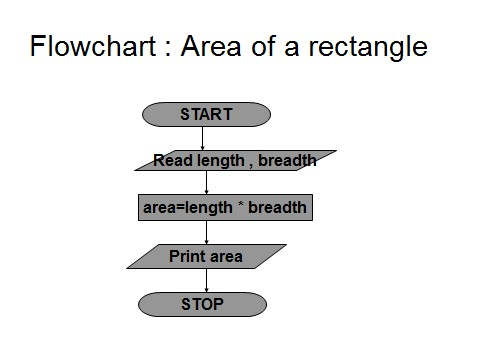 Flowchart : Area of a rectangle
START
Read length , breadth
area=length * breadth
Print area
STOP